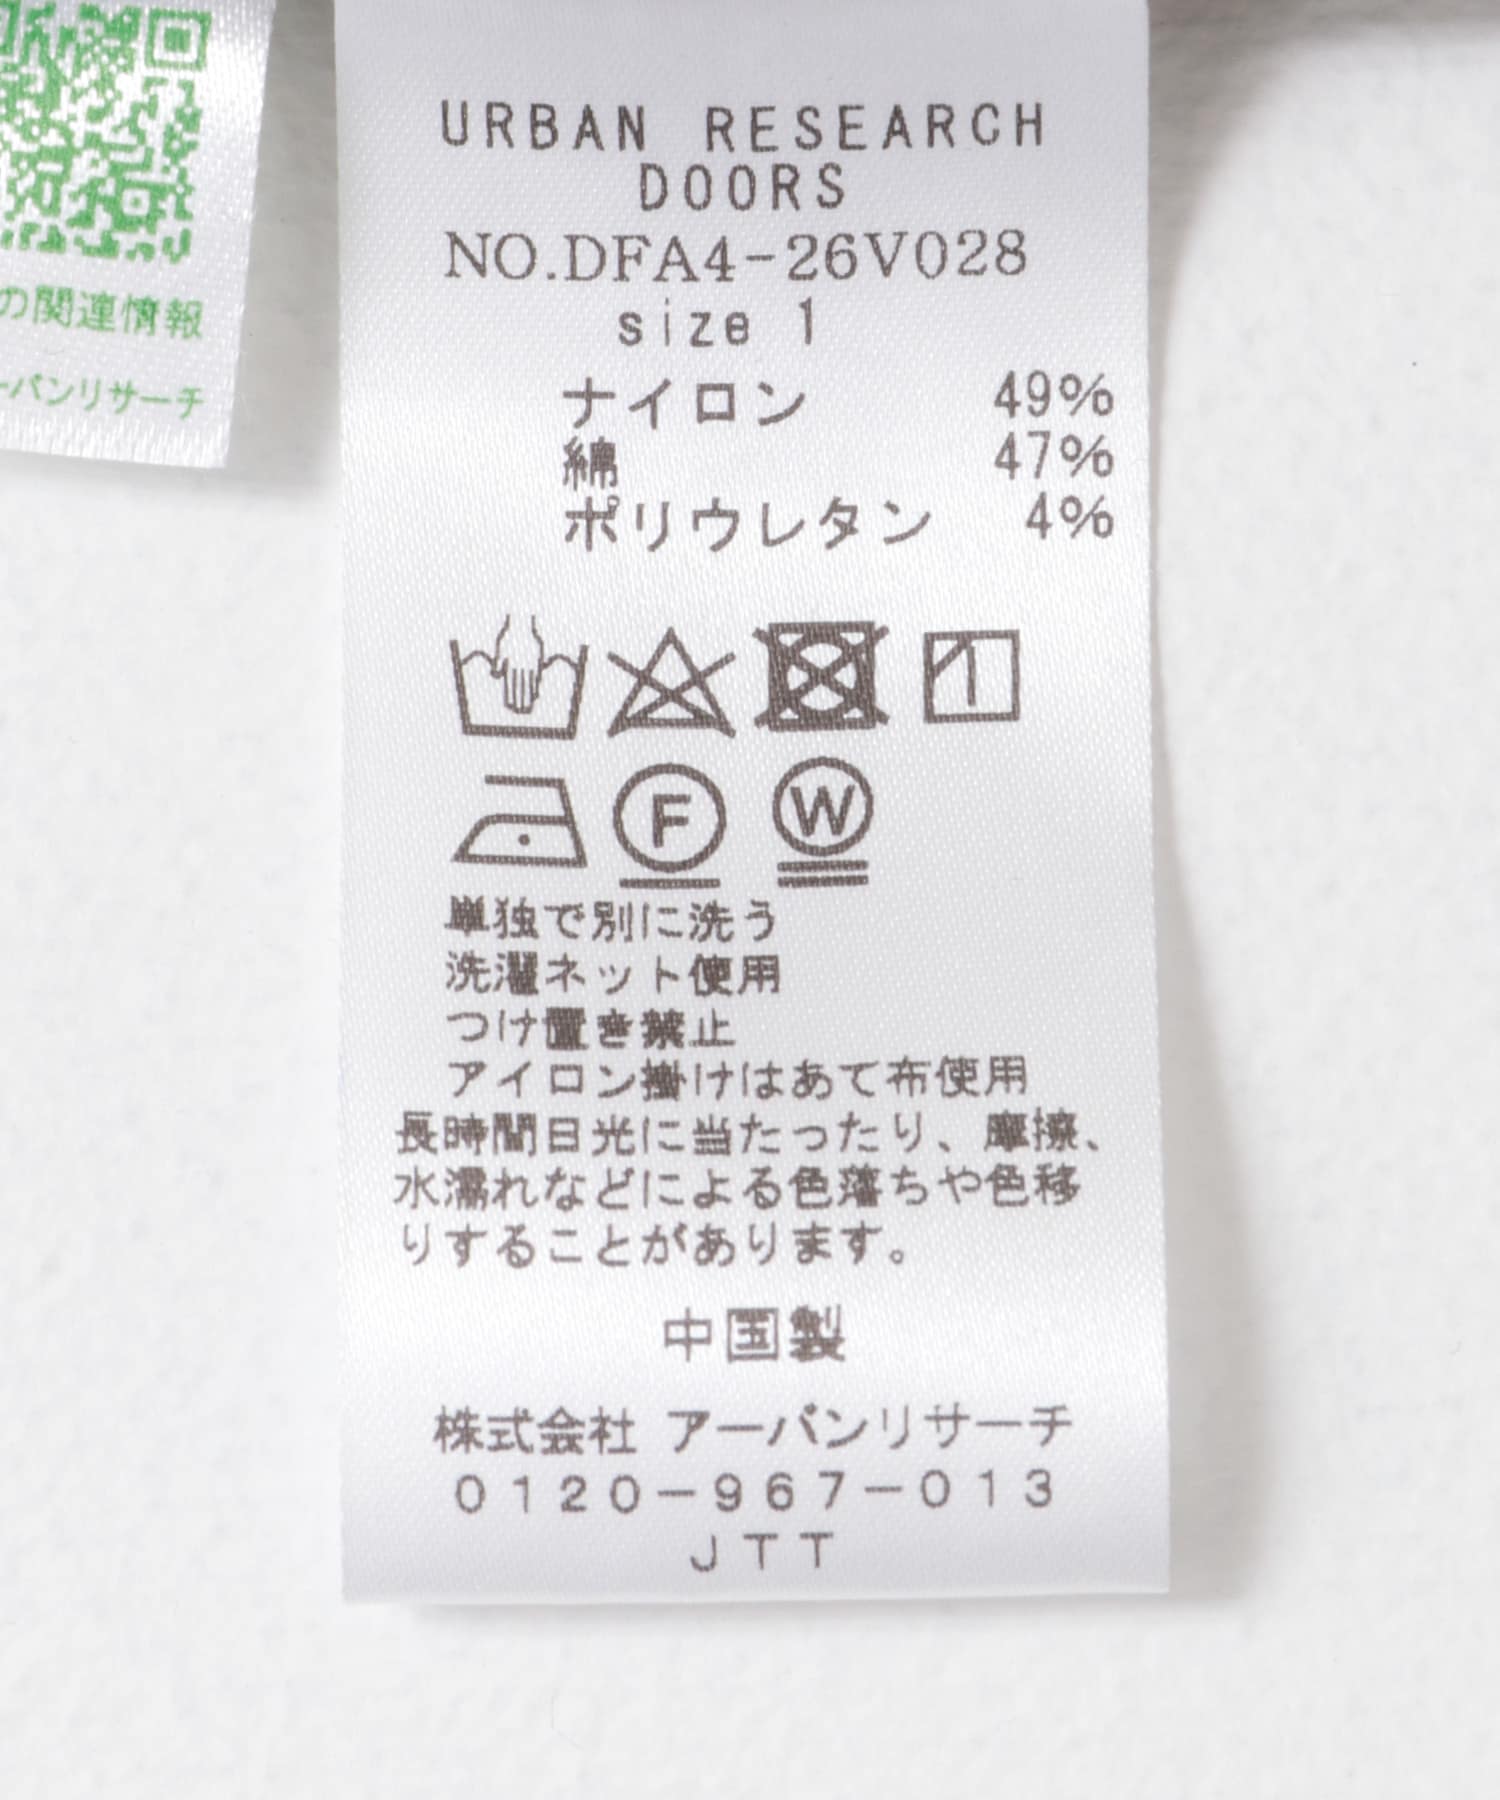 の関連情報
ーバンリサーチ
URBAN RESEARCH
DOORS
NO.DFA4-26V028
size 1
ナイロン 49%
綿 47%
ポリウレタン 4%
F W
単独で別に洗う
洗濯ネット使用
つけ置き禁止
アイロン掛けはあて布使用
長時間日光に当たったり、摩擦、
水濡れなどによる色落ちや色移
りすることがあります。
中国製
株式会社 アーバンリサーチ
0120-967-013
JTT